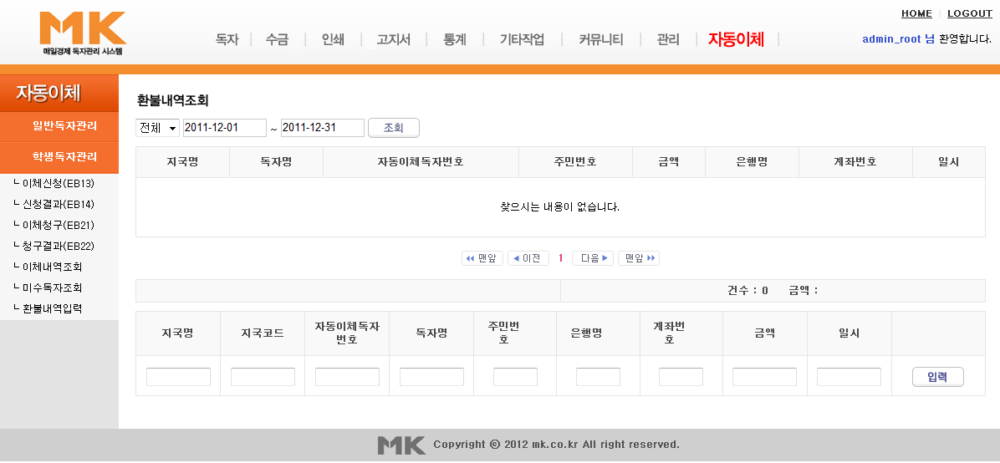 HOME | LOGOUT
MK
매일경제 독자관리 시스템
독자 | 수금 | 인쇄 | 고지서 | 통계 | 기타작업 | 커뮤니티 | 관리 | 자동이체 |
admin_root 님 환영합니다.
자동이체
일반독자관리
학생독자관리
└ 이체신청(EB13)
└ 신청결과(EB14)
└ 이체청구(EB21)
└ 청구결과(EB22)
└ 이체내역조회
└ 미수독자조회
└ 환불내역입력
환불내역조회
전체 2011-12-01 ~ 2011-12-31 조회
지국명 독자명 자동이체독자번호 주민번호 금액 은행명 계좌번호 일시
찾으시는 내용이 없습니다.
맨앞 이전 1 다음 맨앞
건수 : 0 금액 :
지국명 지국코드 자동이체독자번호 독자명 주민번호 은행명 계좌번호 금액 일시
입력
MK Copyright ⓒ 2012 mk.co.kr All right reserved.